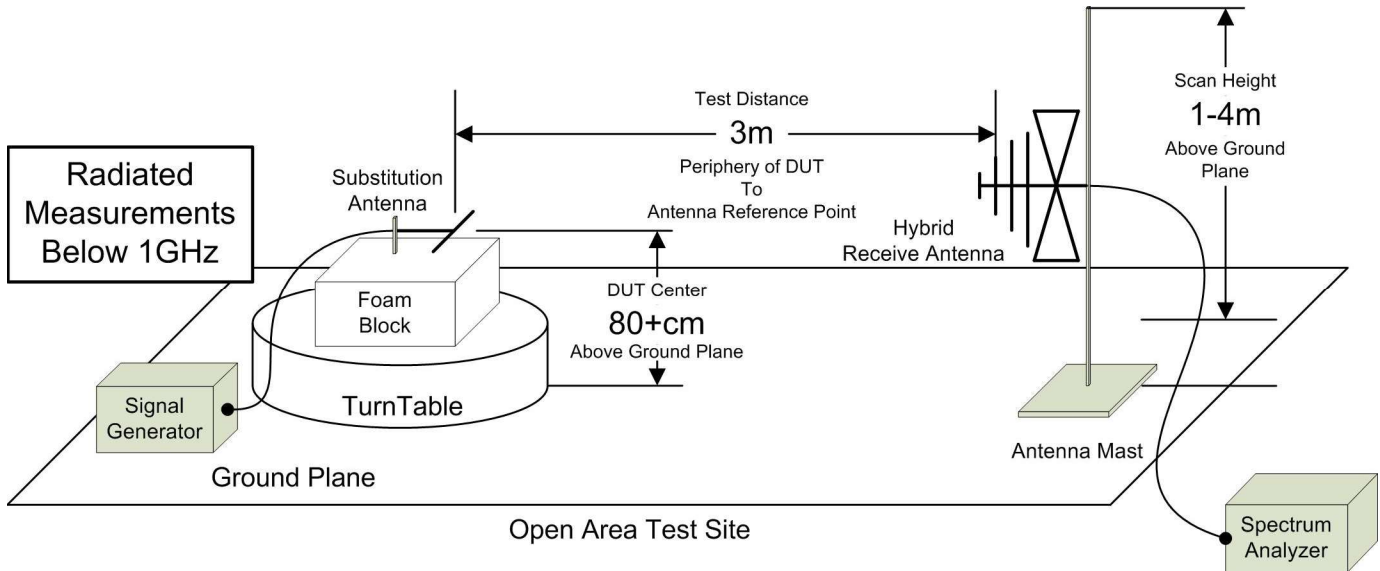 Radiated
Measurements
Below 1GHz
Substitution
Antenna
Test Distance
3m
Periphery of DUT
To
Antenna Reference Point
Scan Height
1-4m
Above Ground
Plane
Hybrid
Receive Antenna
Foam
Block
DUT Center
80+cm
Above Ground Plane
TurnTable
Signal
Generator
Ground Plane
Antenna Mast
Open Area Test Site
Spectrum
Analyzer